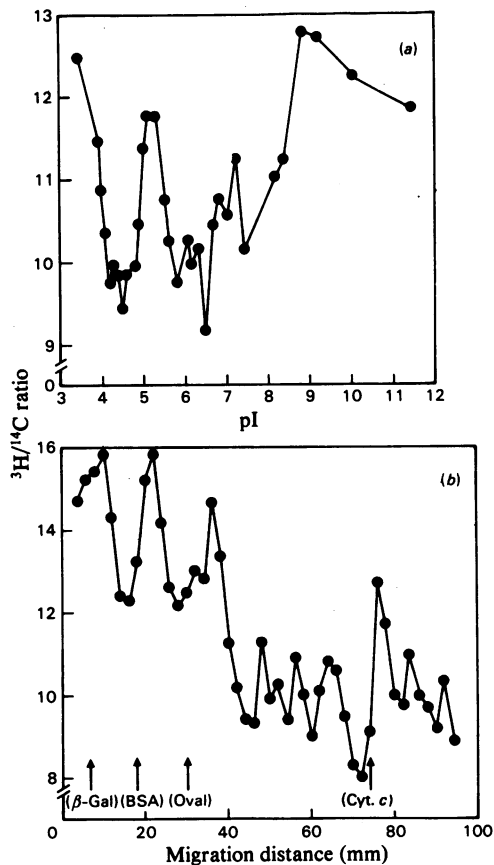 13
(a)
12
11
10
9
0
3 4 5 6 7 8 9 10 11 12
pI
³H/¹⁴C ratio
16
(b)
14
12
10
8
(β-Gal) (BSA) (Oval) (Cyt. c)
0 20 40 60 80 100
Migration distance (mm)